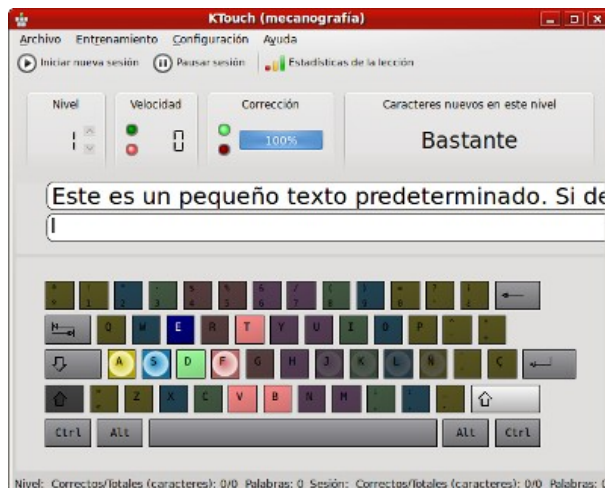 KTouch (mecanografía)
Archivo Entrenamiento Configuración Ayuda
Iniciar nueva sesión Pausar sesión Estadísticas de la lección
Nivel Velocidad Corrección Caracteres nuevos en este nivel
1 0 100% Bastante
Este es un pequeño texto predeterminado. Si de
Q W E R T Y U I O P
A S D F G H J K L Ñ Ç
Z X C V B N M
Ctrl Alt Alt Ctrl
Nivel: Correctos/Totales (caracteres): 0/0 Palabras: 0 Sesión: Correctos/Totales (caracteres): 0/0 Palabras: 0